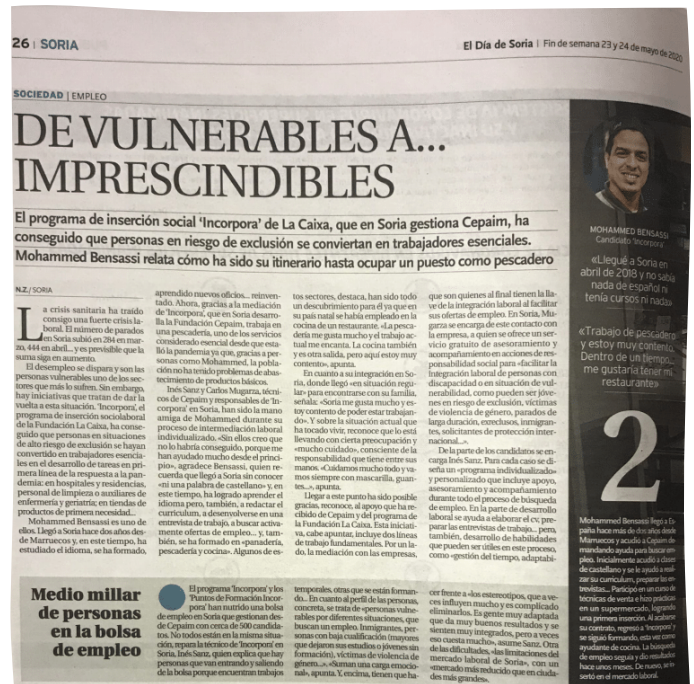 26 | SORIA
El Día de Soria | Fin de semana 23 y 24 de mayo de 2020
SOCIEDAD | EMPLEO
DE VULNERABLES A...
IMPRESCINDIBLES
El programa de inserción social 'Incorpora' de La Caixa, que en Soria gestiona Cepaim, ha
conseguido que personas en riesgo de exclusión se conviertan en trabajadores esenciales.
Mohammed Bensassi relata cómo ha sido su itinerario hasta ocupar un puesto como pescadero
N.Z./ SORIA
La crisis sanitaria ha traído
consigo una fuerte crisis la-
boral. El número de parados
en Soria subió en 284 en mar-
zo, 444 en abril... y es previsible que la
suma siga en aumento.
El desempleo se dispara y son las
personas vulnerables uno de los sec-
tores que más lo sufren. Sin embargo,
hay iniciativas que tratan de dar la
vuelta a esta situación. 'Incorpora', el
programa de inserción sociolaboral
de la Fundación La Caixa, ha conse-
guido que personas en situaciones
de alto riesgo de exclusión se hayan
convertido en trabajadores esencia-
les en el desarrollo de tareas en pri-
mera línea de la respuesta a la pan-
demia: en hospitales y residencias,
personal de limpieza o auxiliares de
enfermería y geriatría; en tiendas de
productos de primera necesidad...
Mohammed Bensassi es uno de
ellos. Llegó a Soria hace dos años des-
de Marruecos y, en este tiempo, ha
estudiado el idioma, se ha formado,
aprendido nuevos oficios... reinven-
tado. Ahora, gracias a la mediación
de 'Incorpora', que en Soria desarro-
lla la Fundación Cepaim, trabaja en
una pescadería, uno de los servicios
considerado esencial desde que esta-
lló la pandemia ya que, gracias a per-
sonas como Mohammed, la pobla-
ción no ha tenido problemas de abas-
tecimiento de productos básicos.
Inés Sanz y Carlos Mugarza, técni-
cos de Cepaim y responsables de 'In-
corpora' en Soria, han sido la mano
amiga de Mohammed durante su
proceso de intermediación laboral
individualizado. «Sin ellos creo que
no lo habría conseguido, porque me
han ayudado mucho desde el princi-
pio», agradece Bensassi, quien re-
cuerda que llegó a Soria sin conocer
«ni una palabra de castellano» y, en
este tiempo, ha logrado aprender el
idioma pero, también, a redactar el
curriculum, a desenvolverse en una
entrevista de trabajo, a buscar activa-
mente ofertas de empleo... y, tam-
bién, se ha formado en «panadería,
pescadería y cocina». Algunos de es-
tos sectores, destaca, han sido todo
un descubrimiento para él ya que en
su país natal se había empleado en la
cocina de un restaurante. «La pesca-
dería me gusta mucho y el trabajo ac-
tual me encanta. La cocina también
y es otra salida, pero aquí estoy muy
contento», apunta.
En cuanto a su integración en So-
ria, donde llegó «en situación regu-
lar» para encontrarse con su familia,
señala: «Soria me gusta mucho y es-
toy contento de poder estar trabajan-
do». Y sobre la situación actual que
ha tocado vivir, reconoce que lo está
llevando con cierta preocupación y
«mucho cuidado», consciente de la
responsabilidad que tiene entre sus
manos. «Cuidamos mucho todo y va-
mos siempre con mascarilla, guan-
tes...», apunta.
Llegar a este punto ha sido posible
gracias, reconoce, al apoyo que ha re-
cibido de Cepaim y del programa de
la Fundación La Caixa. Esta iniciati-
va, cabe apuntar, incluye dos líneas
de trabajo fundamentales. Por un la-
do, la mediación con las empresas,
que son quienes al final tienen la lla-
ve de la integración laboral al facilitar
sus ofertas de empleo. En Soria, Mu-
garza se encarga de este contacto con
la empresa, a quien se ofrece un ser-
vicio gratuito de asesoramiento y
acompañamiento en acciones de res-
ponsabilidad social para «facilitar la
integración laboral de personas con
discapacidad o en situación de vul-
nerabilidad, como pueden ser jóve-
nes en riesgo de exclusión, víctimas
de violencia de género, parados de
larga duración, exreclusos, inmigran-
tes, solicitantes de protección inter-
nacional...».
De la parte de los candidatos se en-
carga Inés Sanz. Para cada caso se di-
seña un «programa individualizado»
y personalizado que incluye apoyo,
asesoramiento y acompañamiento
durante todo el proceso de búsqueda
de empleo. En la parte de desarrollo
laboral se ayuda a elaborar el cv, pre-
parar las entrevistas de trabajo... pero,
también, desarrollo de habilidades
que pueden ser útiles en este proceso,
como «gestión del tiempo, adaptabi-
MOHAMMED BENSASSI
Candidato 'Incorpora'
«Llegué a Soria en
abril de 2018 y no sabía
nada de español ni
tenía cursos ni nada»
«Trabajo de pescadero
y estoy muy contento.
Dentro de un tiempo...
me gustaría tener mi
restaurante»
2
Mohammed Bensassi llegó a Es-
paña hace más de dos años desde
Marruecos y acudió a Cepaim de-
mandando ayuda para buscar em-
pleo. Inicialmente acudió a clases
de castellano y se le ayudó a reali-
zar su curriculum, preparar las en-
trevistas... Participó en un curso de
técnicas de venta e hizo prácticas
en un supermercado, logrando
una primera inserción. Al acabarse
su contrato, regresó a 'Incorpora' y
se siguió formando, esta vez como
ayudante de cocina. La búsqueda
de empleo seguía y dio resultados
hace unos meses. De nuevo, se in-
sertó en el mercado laboral.
Medio millar
de personas
en la bolsa
de empleo
El programa 'Incorpora' y los
'Puntos de Formación Incor-
pora' han nutrido una bolsa de
empleo en Soria que gestionan des-
de Cepaim con cerca de 500 candidatos.
No todos están en la misma situa-
ción, repara la técnico de 'Incorpora' en
Soria, Inés Sanz, quien explica que hay
personas que van entrando y saliendo
de la bolsa porque encuentran trabajos
temporales, otras que se están forman-
do... En cuanto al perfil de las personas,
concreta, se trata de «personas vulnera-
bles por diferentes situaciones, que
buscan un empleo. Inmigrantes, perso-
nas con baja cualificación (mayores
que dejaron sus estudios o jóvenes sin
formación), víctimas de violencia de
género...». «Suman una carga emocio-
nal», apunta. Y encima, tienen que ha-
cer frente a «los estereotipos, que a ve-
ces influyen mucho y es complicado
eliminarlos. Es gente muy adaptada
que da muy buenos resultados y se
sienten muy integrados, pero a veces
eso cuesta mucho», asume Sanz. Otra
de las dificultades, «las limitaciones del
mercado laboral de Soria», con un
«mercado más reducido que en ciuda-
des más grandes».